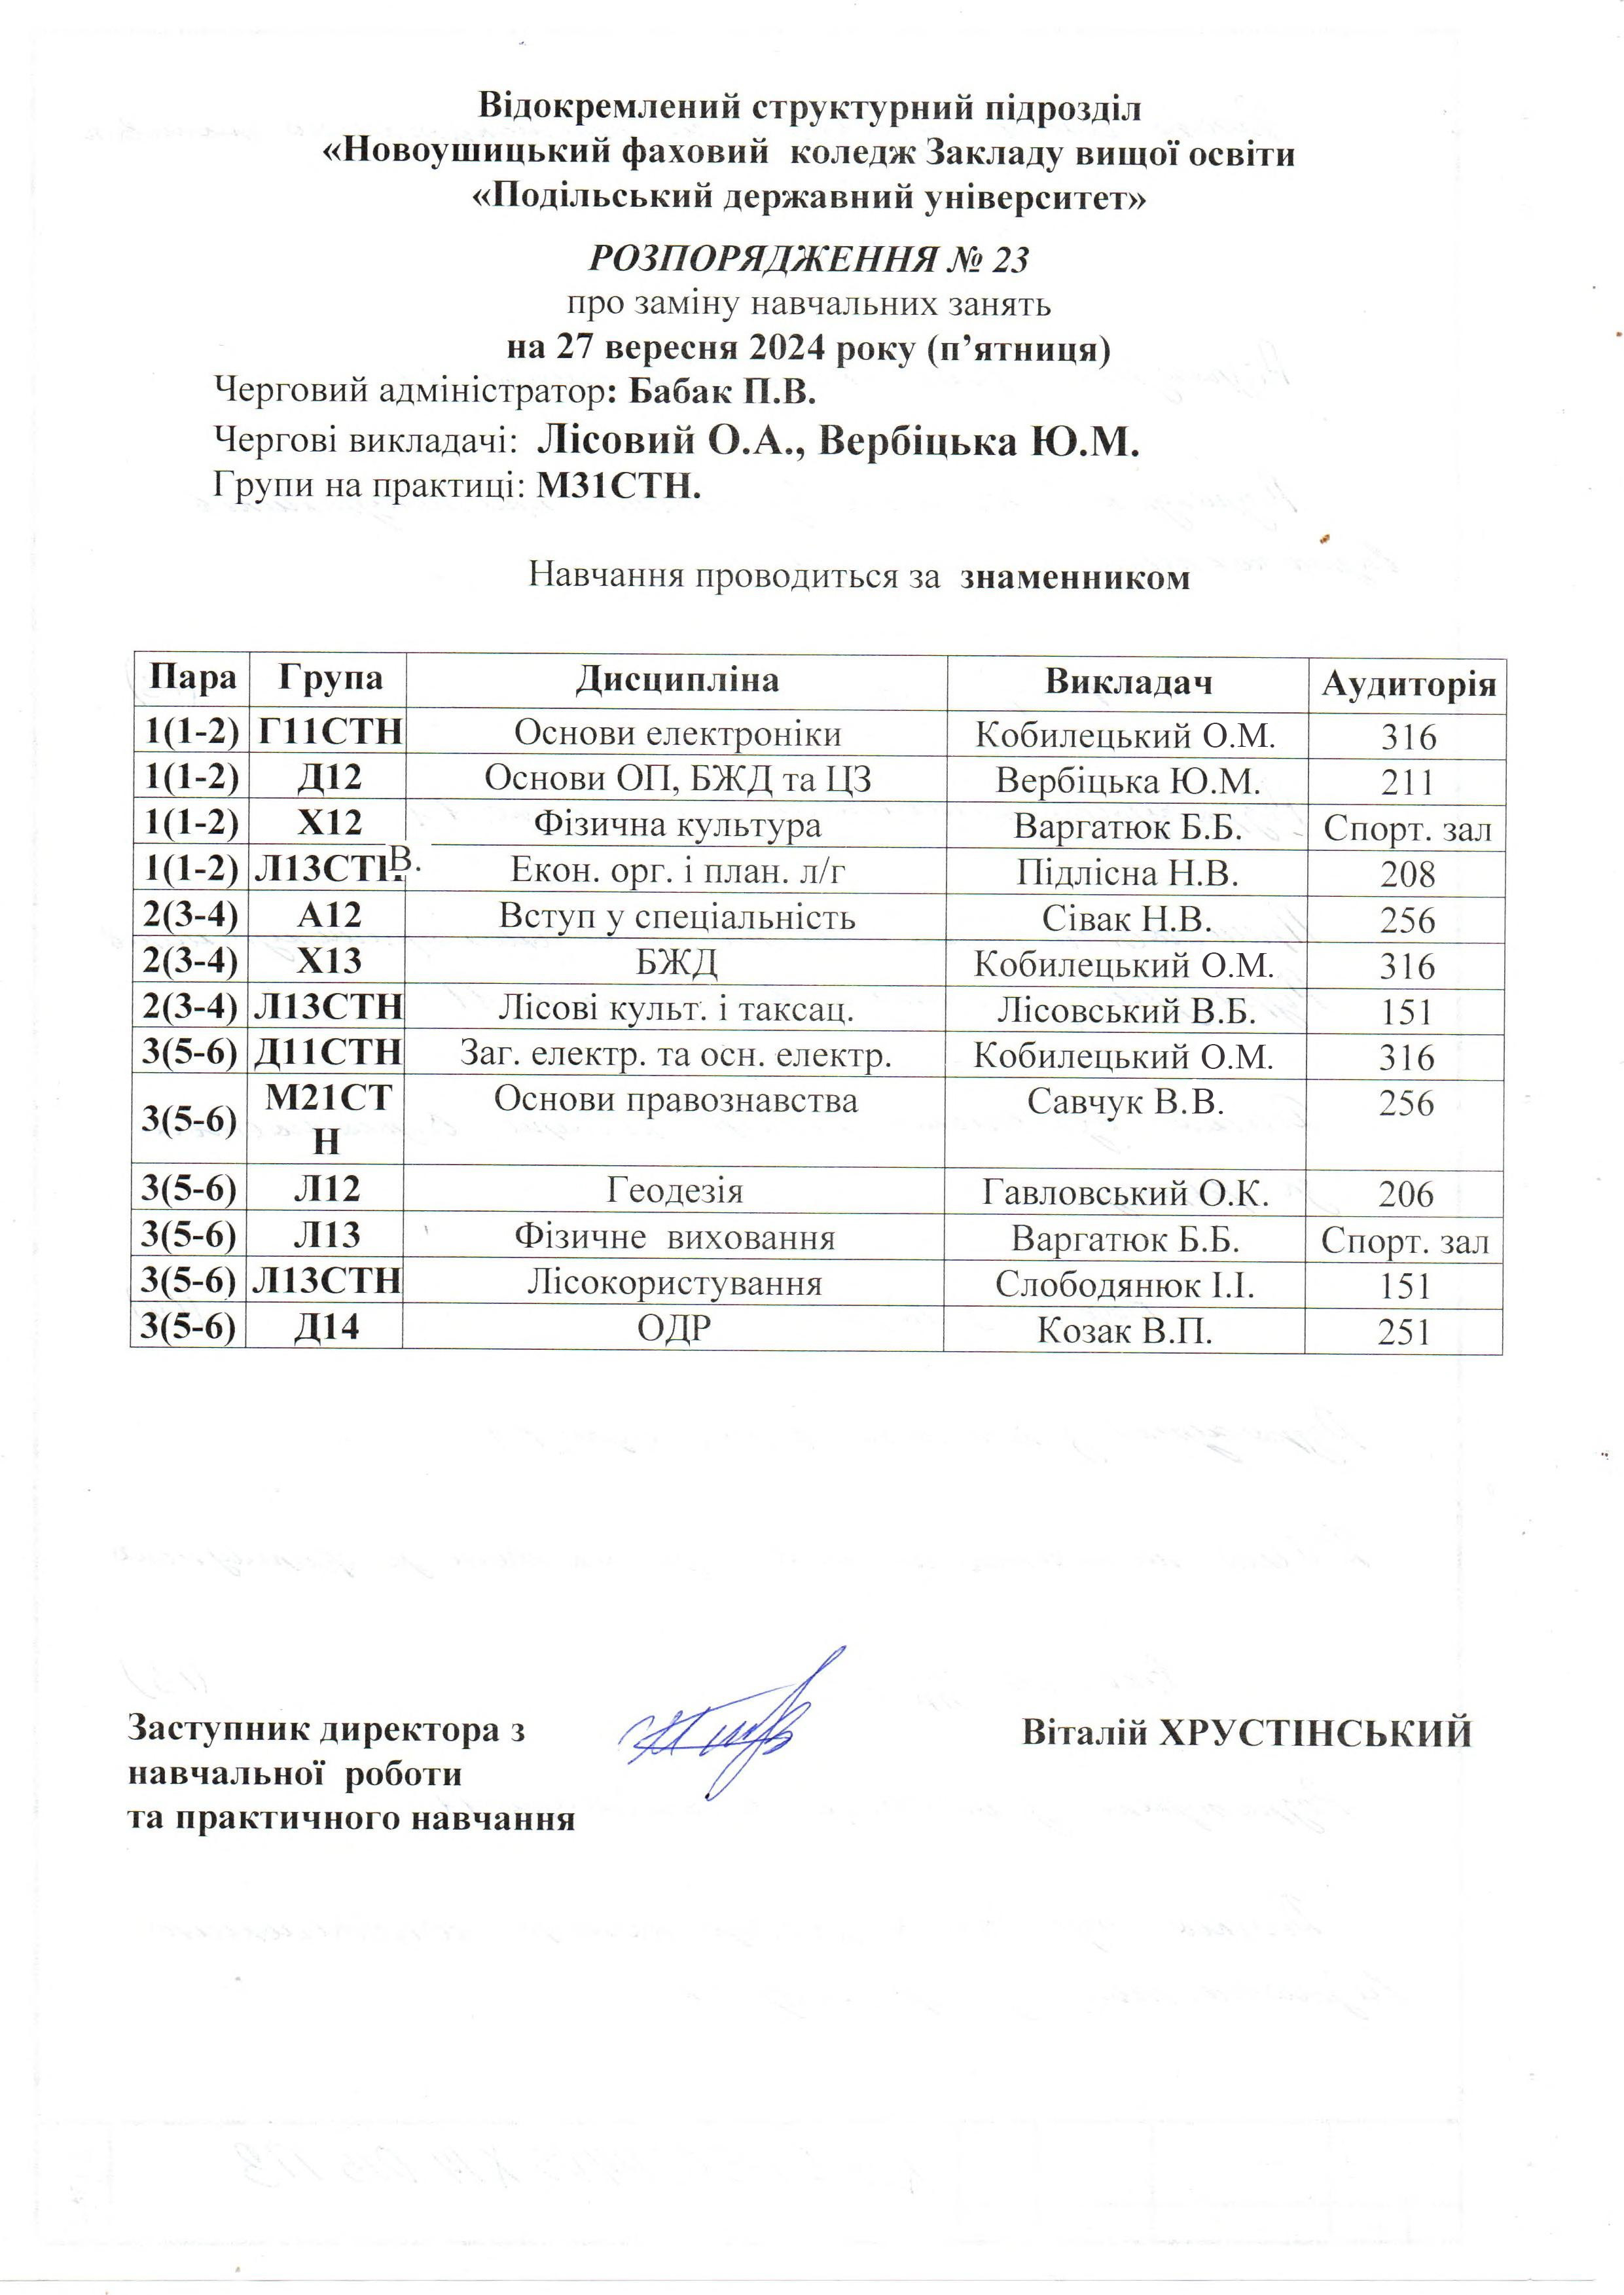 Відокремлений структурний підрозділ
«Новоушицький фаховий коледж Закладу вищої освіти
«Подільський державний університет»
РОЗПОРЯДЖЕННЯ № 23
про заміну навчальних занять
на 27 вересня 2024 року (п’ятниця)
Черговий адміністратор: Бабак П.В.
Чергові викладачі: Лісовий О.А., Вербіцька Ю.М.
Групи на практиці: М31СТН.
Навчання проводиться за знаменником
Пара Група Дисципліна Викладач Аудиторія
1(1-2) Г11СТН Основи електроніки Кобилецький О.М. 316
1(1-2) Д12 Основи ОП, БЖД та ЦЗ Вербіцька Ю.М. 211
1(1-2) Х12 Фізична культура Варгатюк Б.Б. Спорт. зал
1(1-2) В. Екон. орг. і план. л/г Підлісна Н.В. 208
2(3-4) А12 Вступ у спеціальність Сівак Н.В. 256
2(3-4) Х13 БЖД Кобилецький О.М. 316
2(3-4) Л13СТН Лісові культ. і таксац. Лісовський В.Б. 151
3(5-6) Д11СТН Заг. електр. та осн. електр. Кобилецький О.М. 316
3(5-6) М21СТ Основи правознавства Савчук В.В. 256
Н
3(5-6) Л12 Геодезія Гавловський О.К. 206
3(5-6) Л13 Фізичне виховання Варгатюк Б.Б. Спорт. зал
3(5-6) Л13СТН Лісокористування Слободянюк І.І. 151
3(5-6) Д14 ОДР Козак В.П. 251
Заступник директора з Віталій ХРУСТІНСЬКИЙ
навчальної роботи
та практичного навчання